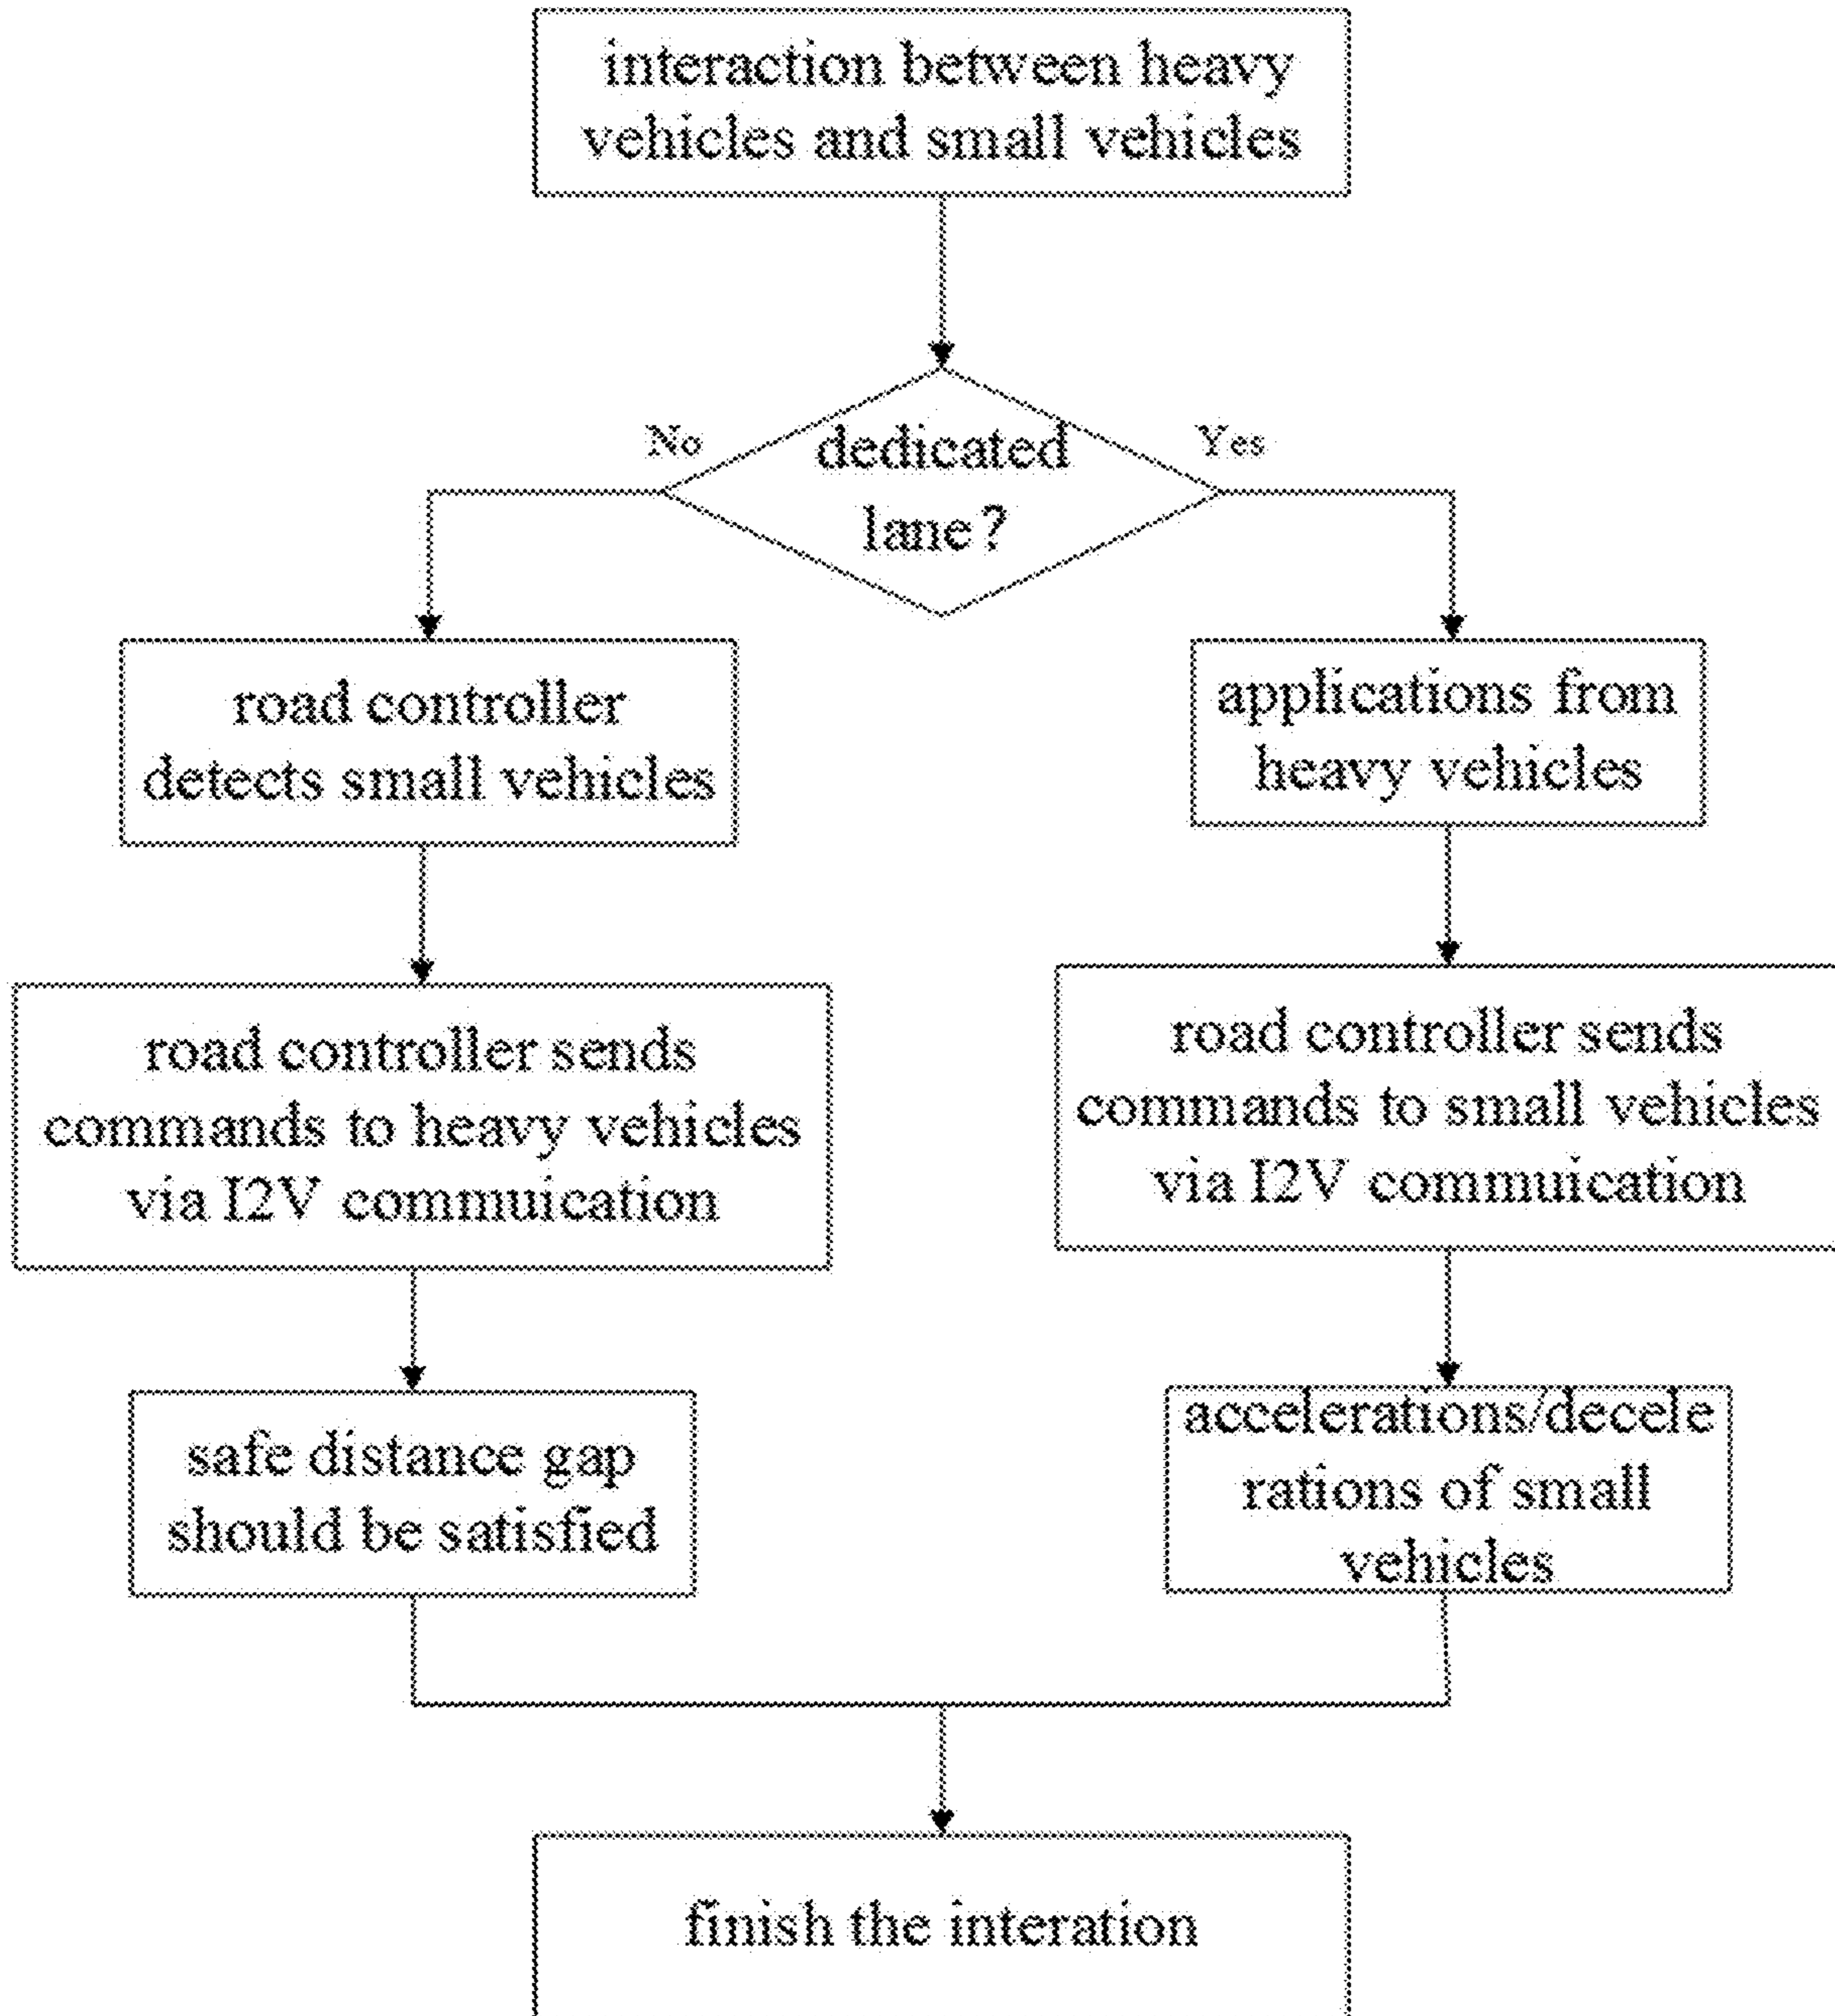 interaction between heavy
vehicles and small vehicles
No
Yes
dedicated
lane?
road controller
detects small vehicles
applications from
heavy vehicles
road controller sends
commands to heavy vehicles
via I2V commuication
road controller sends
commands to small vehicles
via I2V commuication
safe distance gap
should be satisfied
accelerations/decele
rations of small
vehicles
finish the interation